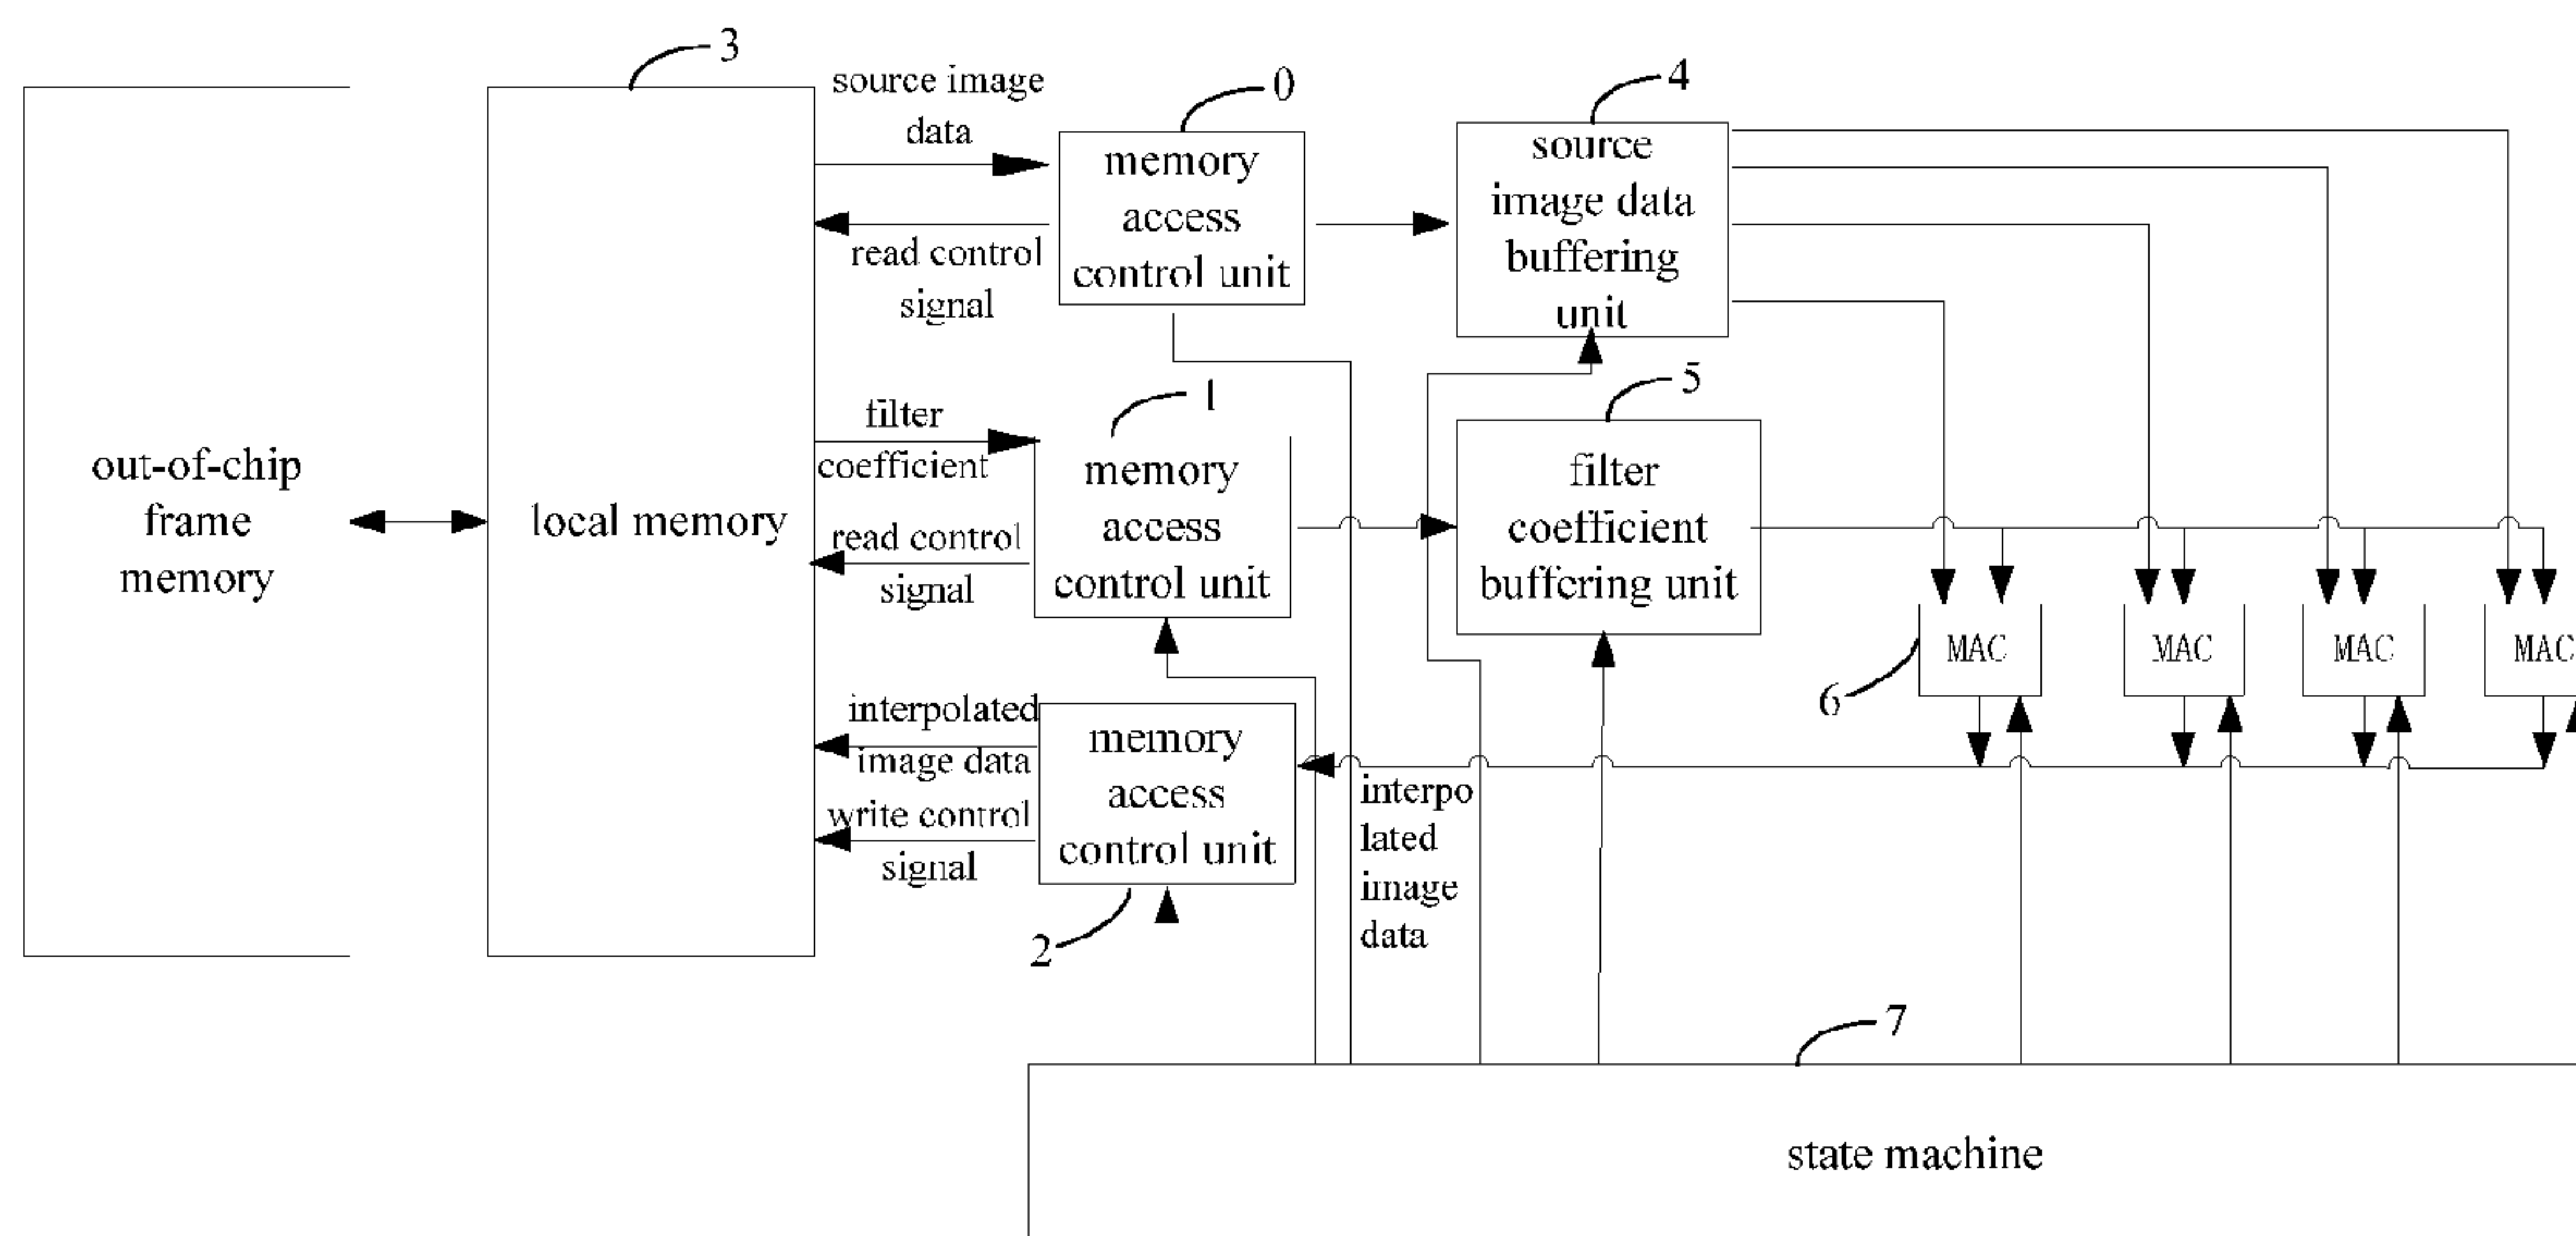 3
source image
data
0
4
memory
access
control unit
source
image data
buffering
unit
read control
signal
1
5
filter
coefficient
memory
access
control unit
filter
coefficient
buffering unit
out-of-chip
frame
memory
local memory
read control
signal
MAC
MAC
MAC
MAC
6
interpolated
image data
write control
signal
memory
access
control unit
interpo
lated
image
data
2
7
state machine